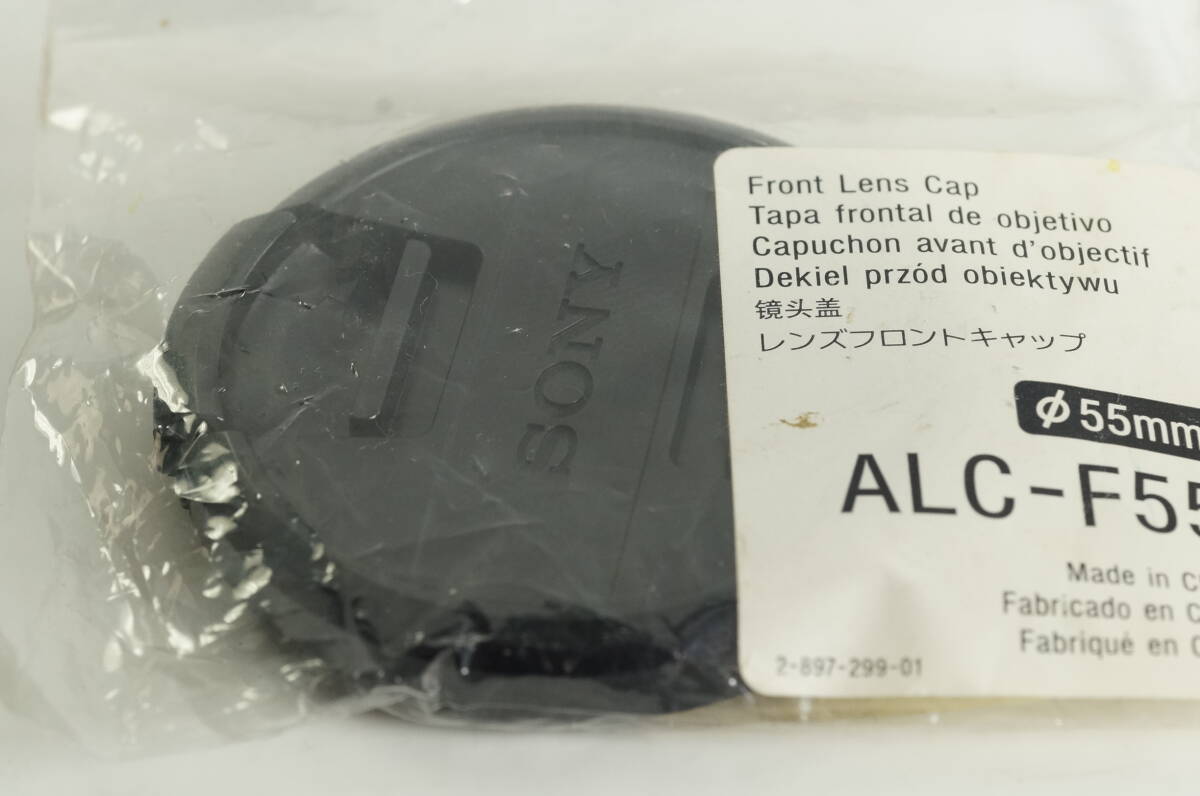 SONY
Front Lens Cap
Tapa frontal de objetivo
Capuchon avant d'objectif
Dekiel przód obiektywu
镜头盖
レンズフロントキャップ
ϕ55mm
ALC-F55
Made in
Fabricado en
Fabriqué en
2-897-299-01